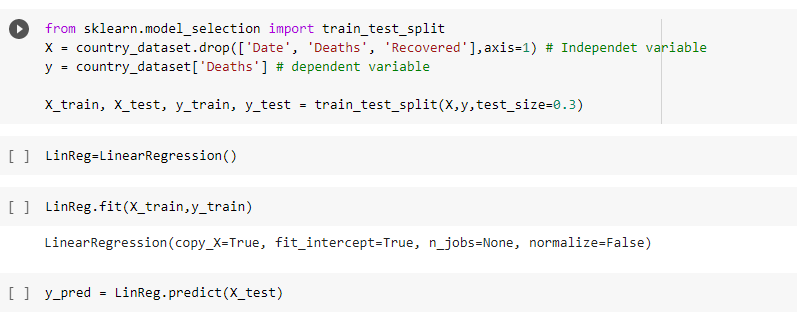 from sklearn.model_selection import train_test_split
X = country_dataset.drop(['Date', 'Deaths', 'Recovered'],axis=1) # Independet variable
y = country_dataset['Deaths'] # dependent variable
X_train, X_test, y_train, y_test = train_test_split(X,y,test_size=0.3)
[ ] LinReg=LinearRegression()
[ ] LinReg.fit(X_train,y_train)
LinearRegression(copy_X=True, fit_intercept=True, n_jobs=None, normalize=False)
[ ] y_pred = LinReg.predict(X_test)